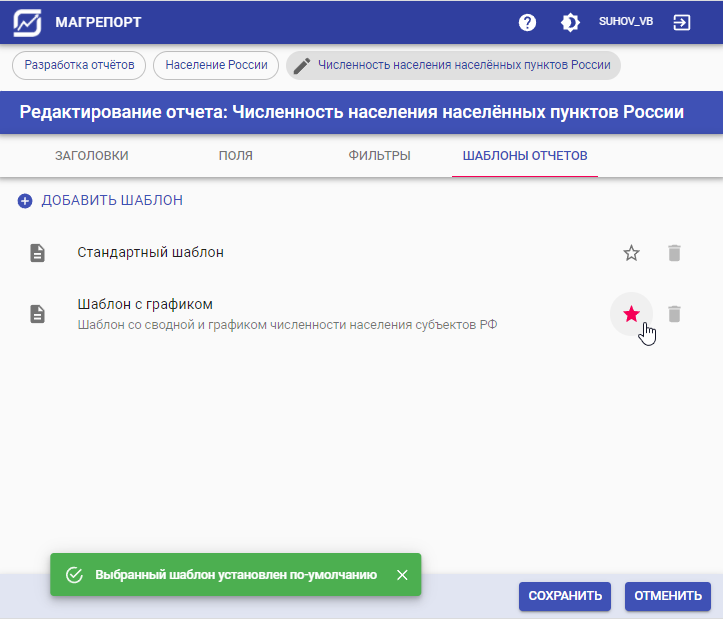 МАГРЕПОРТ
SUHOV_VB
Разработка отчётов
Население России
Численность населения населённых пунктов России
Редактирование отчета: Численность населения населённых пунктов России
ЗАГОЛОВКИ
ПОЛЯ
ФИЛЬТРЫ
ШАБЛОНЫ ОТЧЕТОВ
ДОБАВИТЬ ШАБЛОН
Стандартный шаблон
Шаблон с графиком
Шаблон со сводной и графиком численности населения субъектов РФ
Выбранный шаблон установлен по-умолчанию
СОХРАНИТЬ
ОТМЕНИТЬ